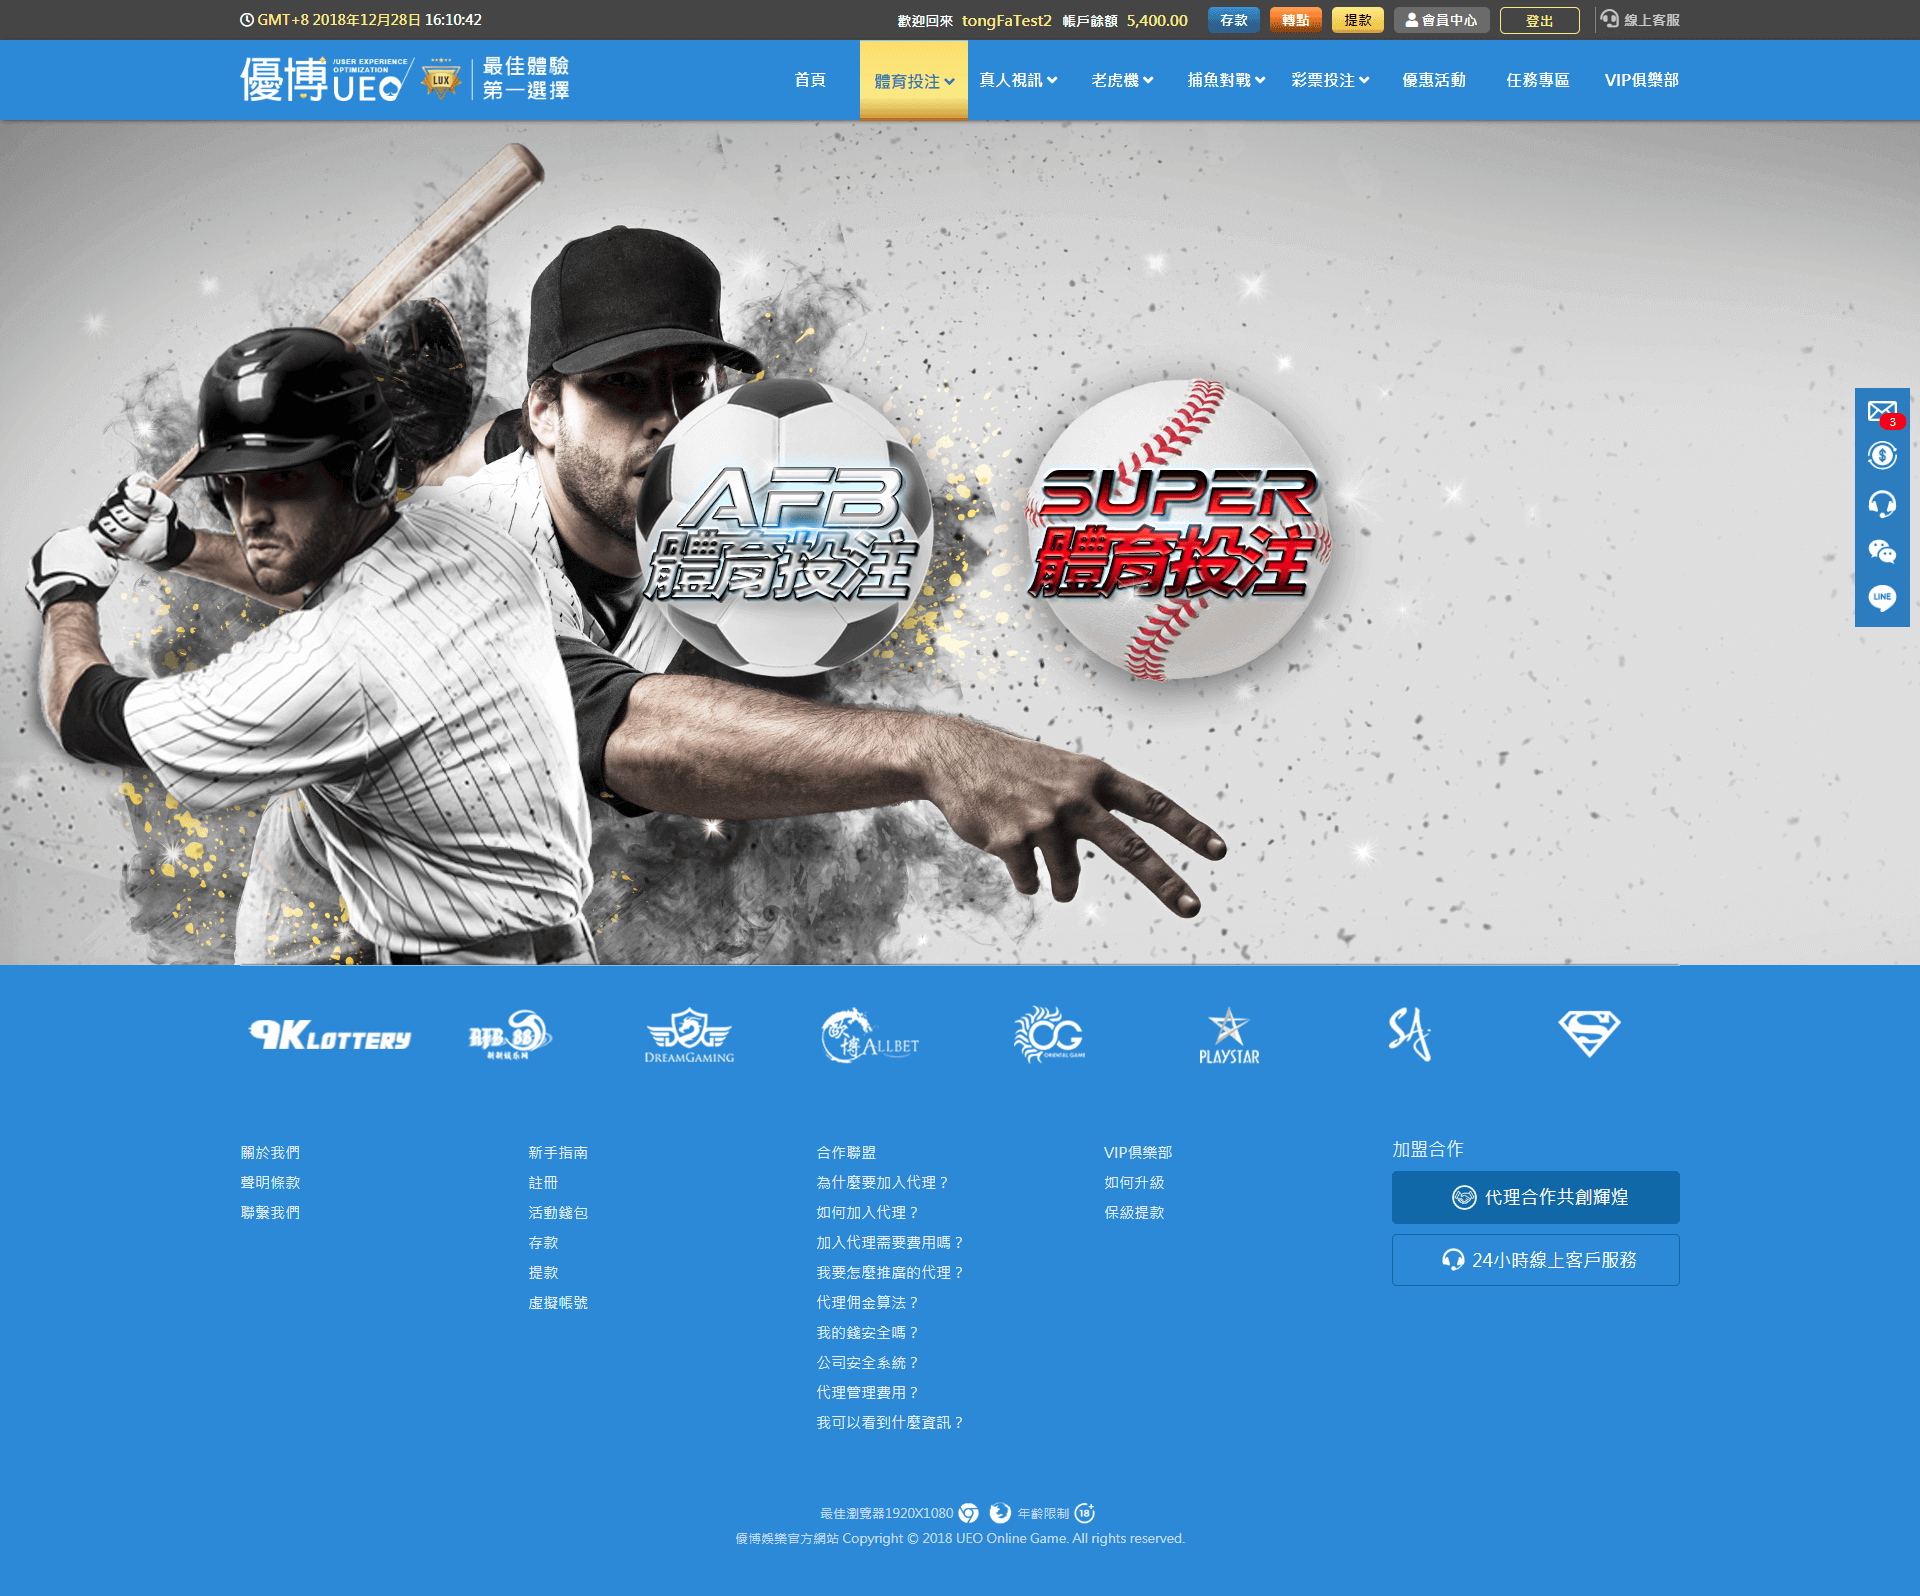 GMT+8 2018年12月28日 16:10:42
歡迎回來 tongFaTest2 帳戶餘額 5,400.00
存款
轉點
提款
會員中心
登出
線上客服
優博 /USER EXPERIENCE OPTIMIZATION UEO
LUX
最佳體驗
第一選擇
首頁
體育投注
真人視訊
老虎機
捕魚對戰
彩票投注
優惠活動
任務專區
VIP俱樂部
3
LINE
AFB
體育投注
SUPER
體育投注
9K LOTTERY
AFB 88
DREAMGAMING
歐博 ALLBET
OG
ORIENTAL GAME
PLAYSTAR
SA
S
關於我們
聲明條款
聯繫我們
新手指南
註冊
活動錢包
存款
提款
虛擬帳號
合作聯盟
為什麼要加入代理？
如何加入代理？
加入代理需要費用嗎？
我要怎麼推廣的代理？
代理佣金算法？
我的錢安全嗎？
公司安全系統？
代理管理費用？
我可以看到什麼資訊？
VIP俱樂部
如何升級
保級提款
加盟合作
代理合作共創輝煌
24小時線上客戶服務
最佳瀏覽器1920X1080 年齡限制 18+
優博娛樂官方網站 Copyright © 2018 UEO Online Game. All rights reserved.